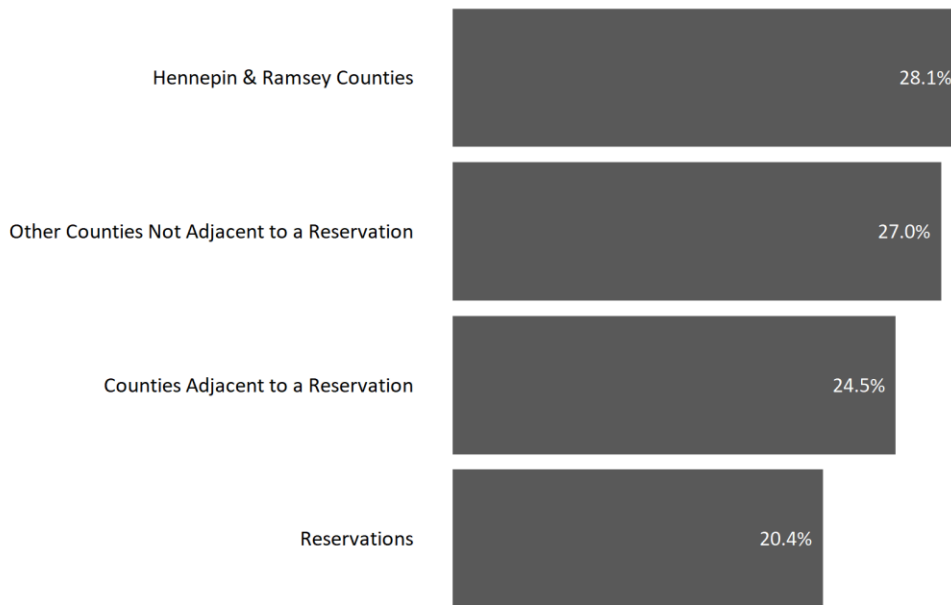 Hennepin & Ramsey Counties
28.1%
Other Counties Not Adjacent to a Reservation
27.0%
Counties Adjacent to a Reservation
24.5%
Reservations
20.4%